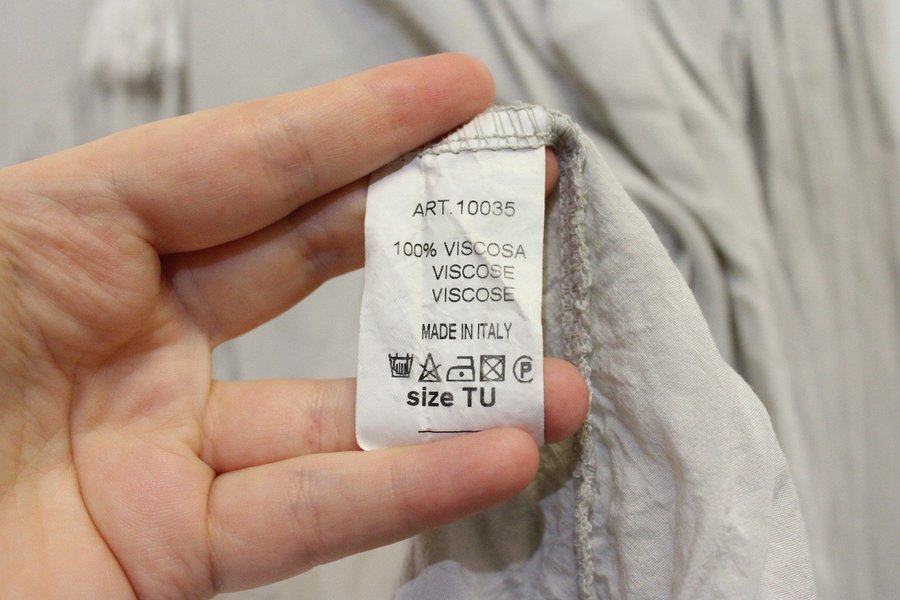 ART.10035
100% VISCOSA
VISCOSE
VISCOSE
MADE IN ITALY
P
size TU